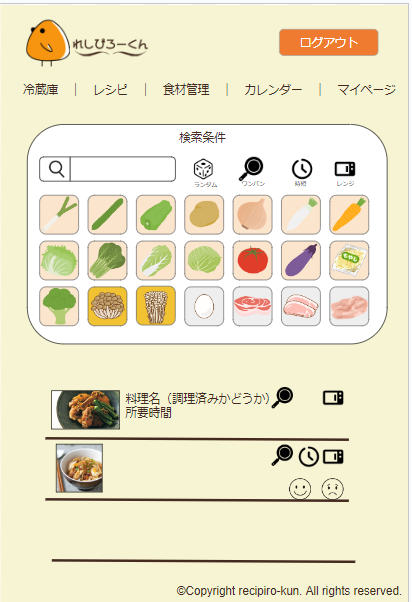 れしぴろーくん
ログアウト
冷蔵庫 | レシピ | 食材管理 | カレンダー | マイページ
検索条件
ランダム ワンパン 時短 レンジ
もやし
料理名（調理済みかどうか）
所要時間
©Copyright recipiro-kun. All rights reserved.